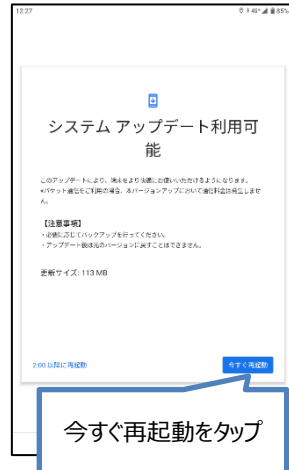 12:27
4G+ 85%
システム アップデート利用可
能
このアップデートにより、端末をより快適にお使いいただけるようになります。
※パケット通信をご利用の場合、本バージョンアップにおいて通信料金は発生しませ
ん。
【注意事項】
・必要に応じてバックアップを行ってください。
・アップデート後は元のバージョンに戻すことはできません。
更新サイズ: 113 MB
2:00 以降に再起動
今すぐ再起動
今すぐ再起動をタップ